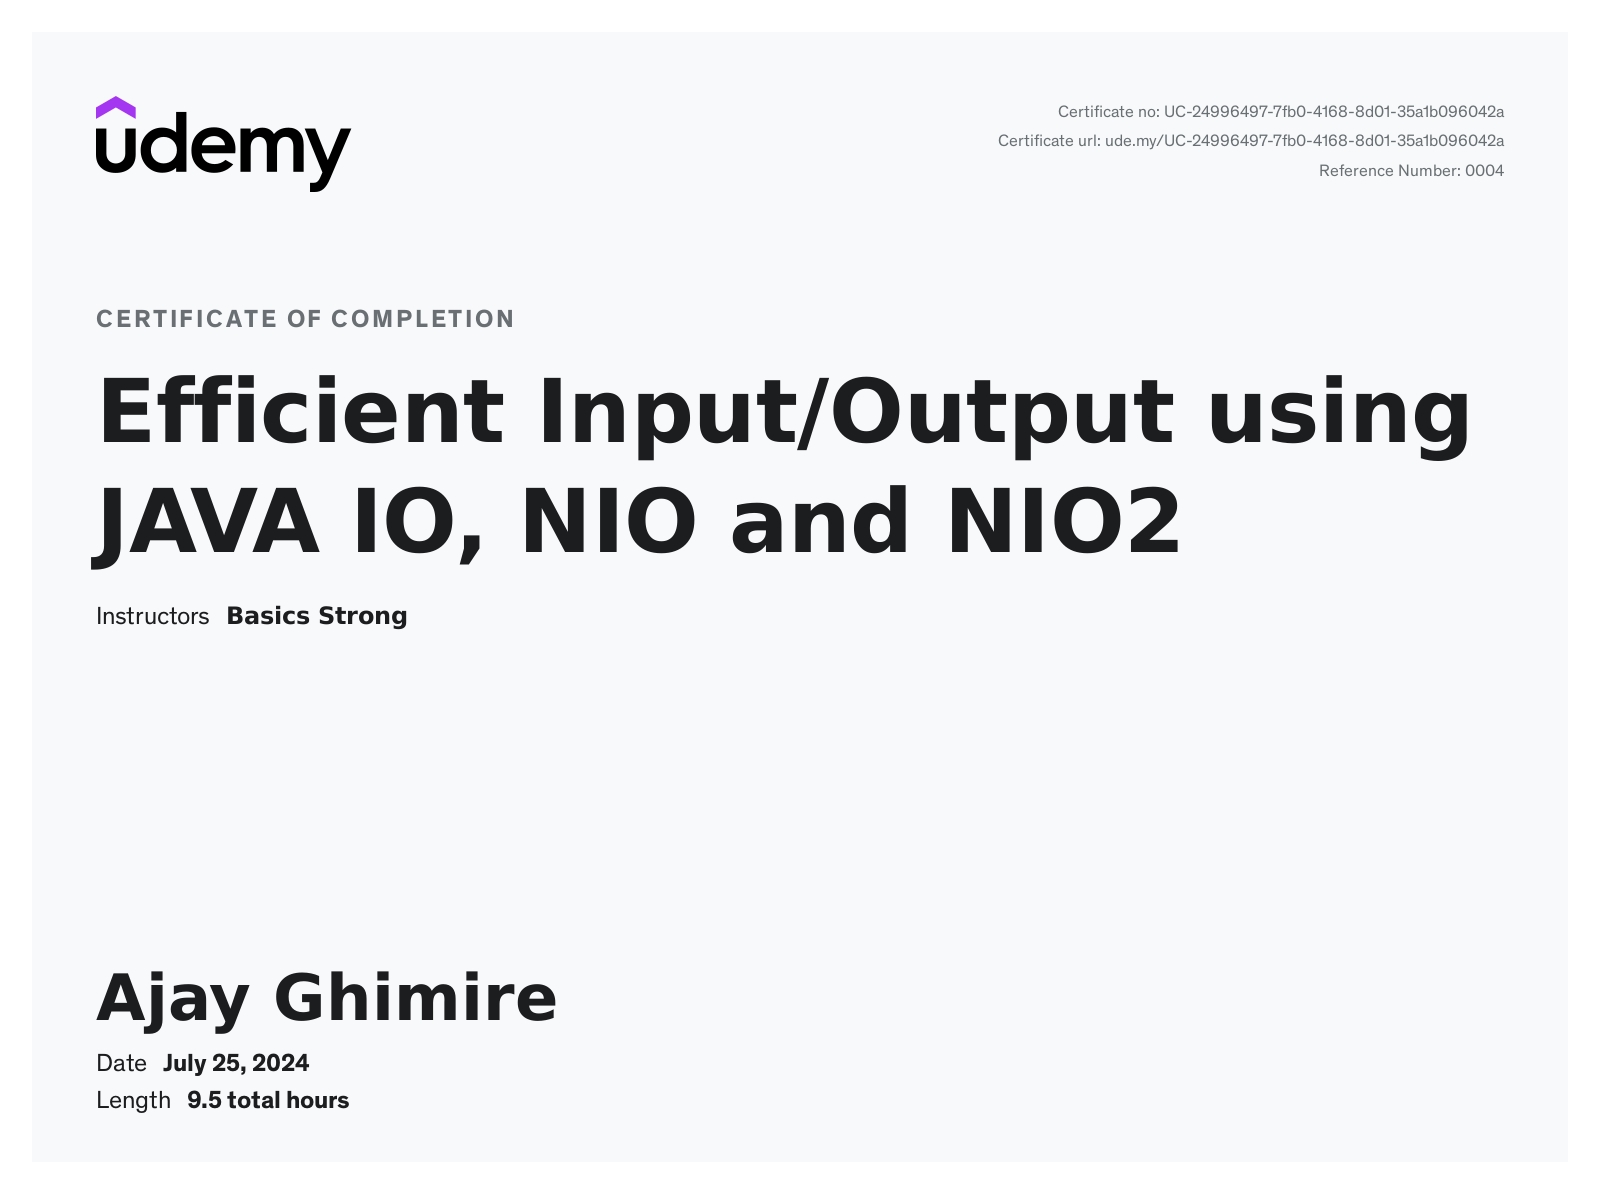 udemy
Certificate no: UC-24996497-7fb0-4168-8d01-35a1b096042a
Certificate url: ude.my/UC-24996497-7fb0-4168-8d01-35a1b096042a
Reference Number: 0004
CERTIFICATE OF COMPLETION
Efficient Input/Output using
JAVA IO, NIO and NIO2
Instructors Basics Strong
Ajay Ghimire
Date July 25, 2024
Length 9.5 total hours